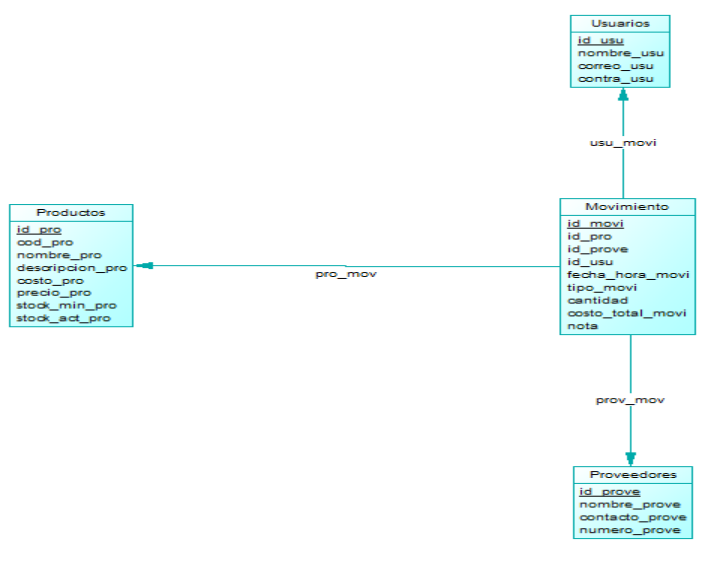 Usuarios
id_usu
nombre_usu
correo_usu
contra_usu
usu_movi
Productos
id_pro
cod_pro
nombre_pro
descripcion_pro
costo_pro
precio_pro
stock_min_pro
stock_act_pro
pro_mov
Movimiento
id_movi
id_pro
id_prove
id_usu
fecha_hora_movi
tipo_movi
cantidad
costo_total_movi
nota
prov_mov
Proveedores
id_prove
nombre_prove
contacto_prove
numero_prove